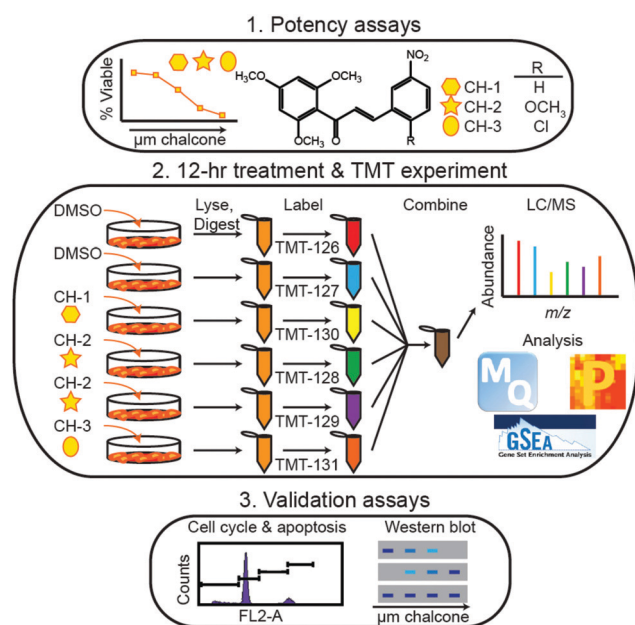 1. Potency assays
% Viable
µm chalcone
H₃CO
OCH₃
OCH₃
O
NO₂
R
R
CH-1 H
CH-2 OCH₃
CH-3 Cl
2. 12-hr treatment & TMT experiment
Lyse, Digest
Label
Combine
LC/MS
DMSO
TMT-126
DMSO
TMT-127
CH-1
TMT-130
CH-2
TMT-128
CH-2
TMT-129
CH-3
TMT-131
Abundance
m/z
Analysis
MQ
P
GSEA
Gene Set Enrichment Analysis
3. Validation assays
Cell cycle & apoptosis
Counts
FL2-A
Western blot
µm chalcone